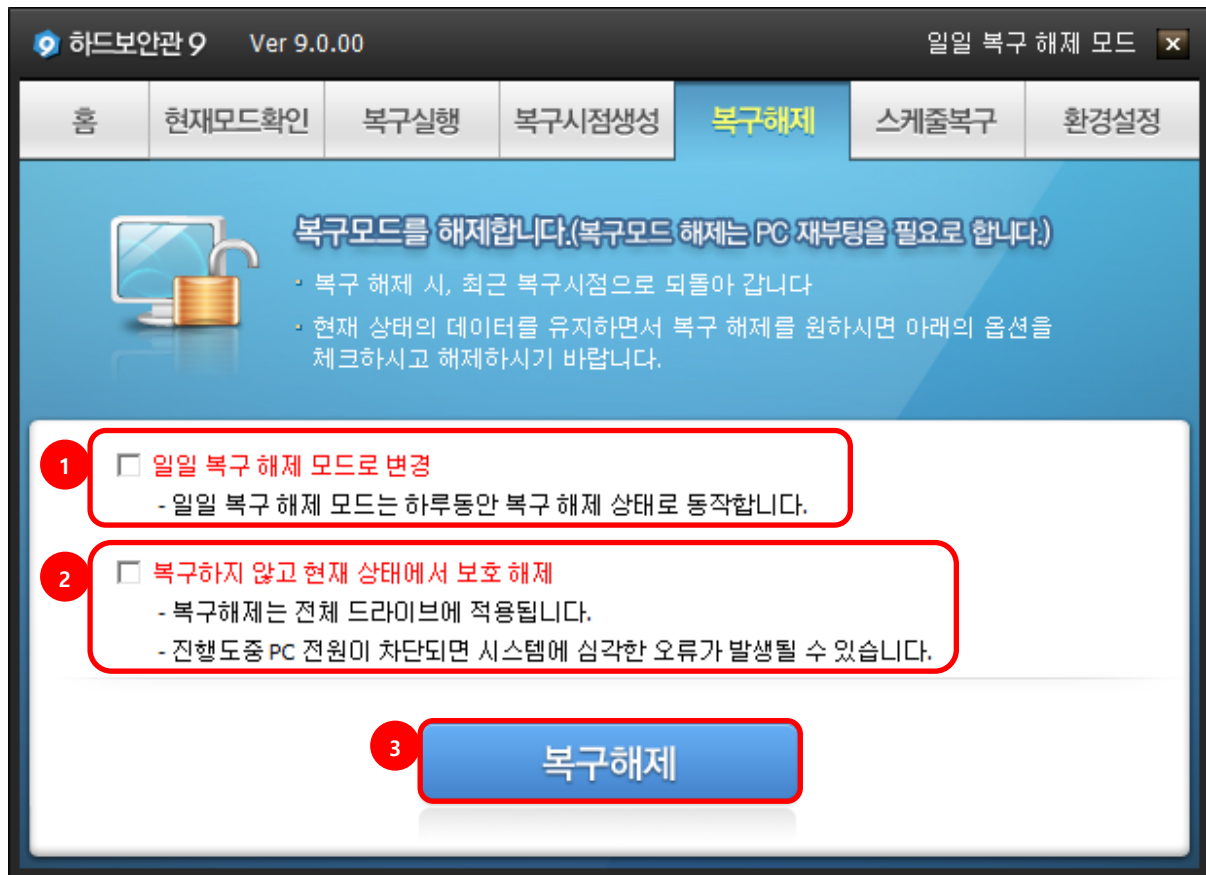 9 하드보안관 9 Ver 9.0.00 일일 복구 해제 모드 x
홈 현재모드확인 복구실행 복구시점생성 복구해제 스케줄복구 환경설정
복구모드를 해제합니다.(복구모드 해제는 PC 재부팅을 필요로 합니다.)
· 복구 해제 시, 최근 복구시점으로 되돌아 갑니다
· 현재 상태의 데이터를 유지하면서 복구 해제를 원하시면 아래의 옵션을
체크하시고 해제하시기 바랍니다.
1 일일 복구 해제 모드로 변경
- 일일 복구 해제 모드는 하루동안 복구 해제 상태로 동작합니다.
2 복구하지 않고 현재 상태에서 보호 해제
- 복구해제는 전체 드라이브에 적용됩니다.
- 진행도중 PC 전원이 차단되면 시스템에 심각한 오류가 발생될 수 있습니다.
3 복구해제